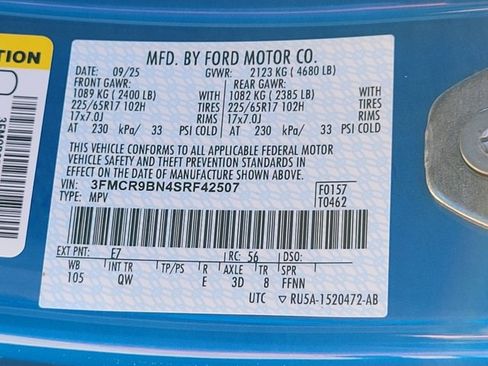 MFD. BY FORD MOTOR CO.
DATE: 09/25 GVWR: 2123 KG ( 4680 LB)
FRONT GAWR: REAR GAWR:
1089 KG ( 2400 LB) WITH 1082 KG ( 2385 LB) WITH
225/65R17 102H TIRES 225/65R17 102H TIRES
17x7.0J RIMS 17x7.0J RIMS
AT 230 kPa/ 33 PSI COLD AT 230 kPa/ 33 PSI COLD
THIS VEHICLE CONFORMS TO ALL APPLICABLE FEDERAL MOTOR
VEHICLE SAFETY AND THEFT PREVENTION STANDARDS IN
EFFECT ON THE DATE OF MANUFACTURE SHOWN ABOVE.
VIN: 3FMCR9BN4SRF42507 F0157
TYPE: MPV T0462
EXT PNT: E7 RC: 56 DSO:
WB INT TR TP/PS R AXLE TR SPR
105 QW E 3D 8 FFNN
UTC RU5A-1520472-AB